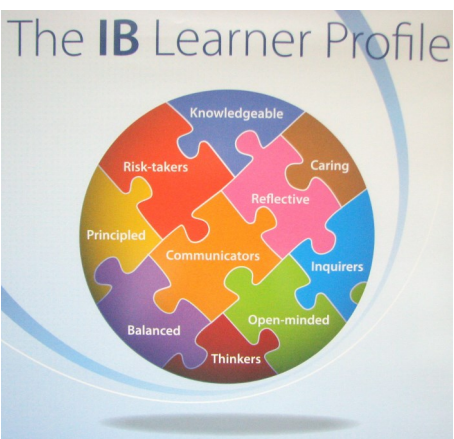 The IB Learner Profile
Knowledgeable
Risk-takers
Caring
Reflective
Principled
Communicators
Inquirers
Balanced
Open-minded
Thinkers